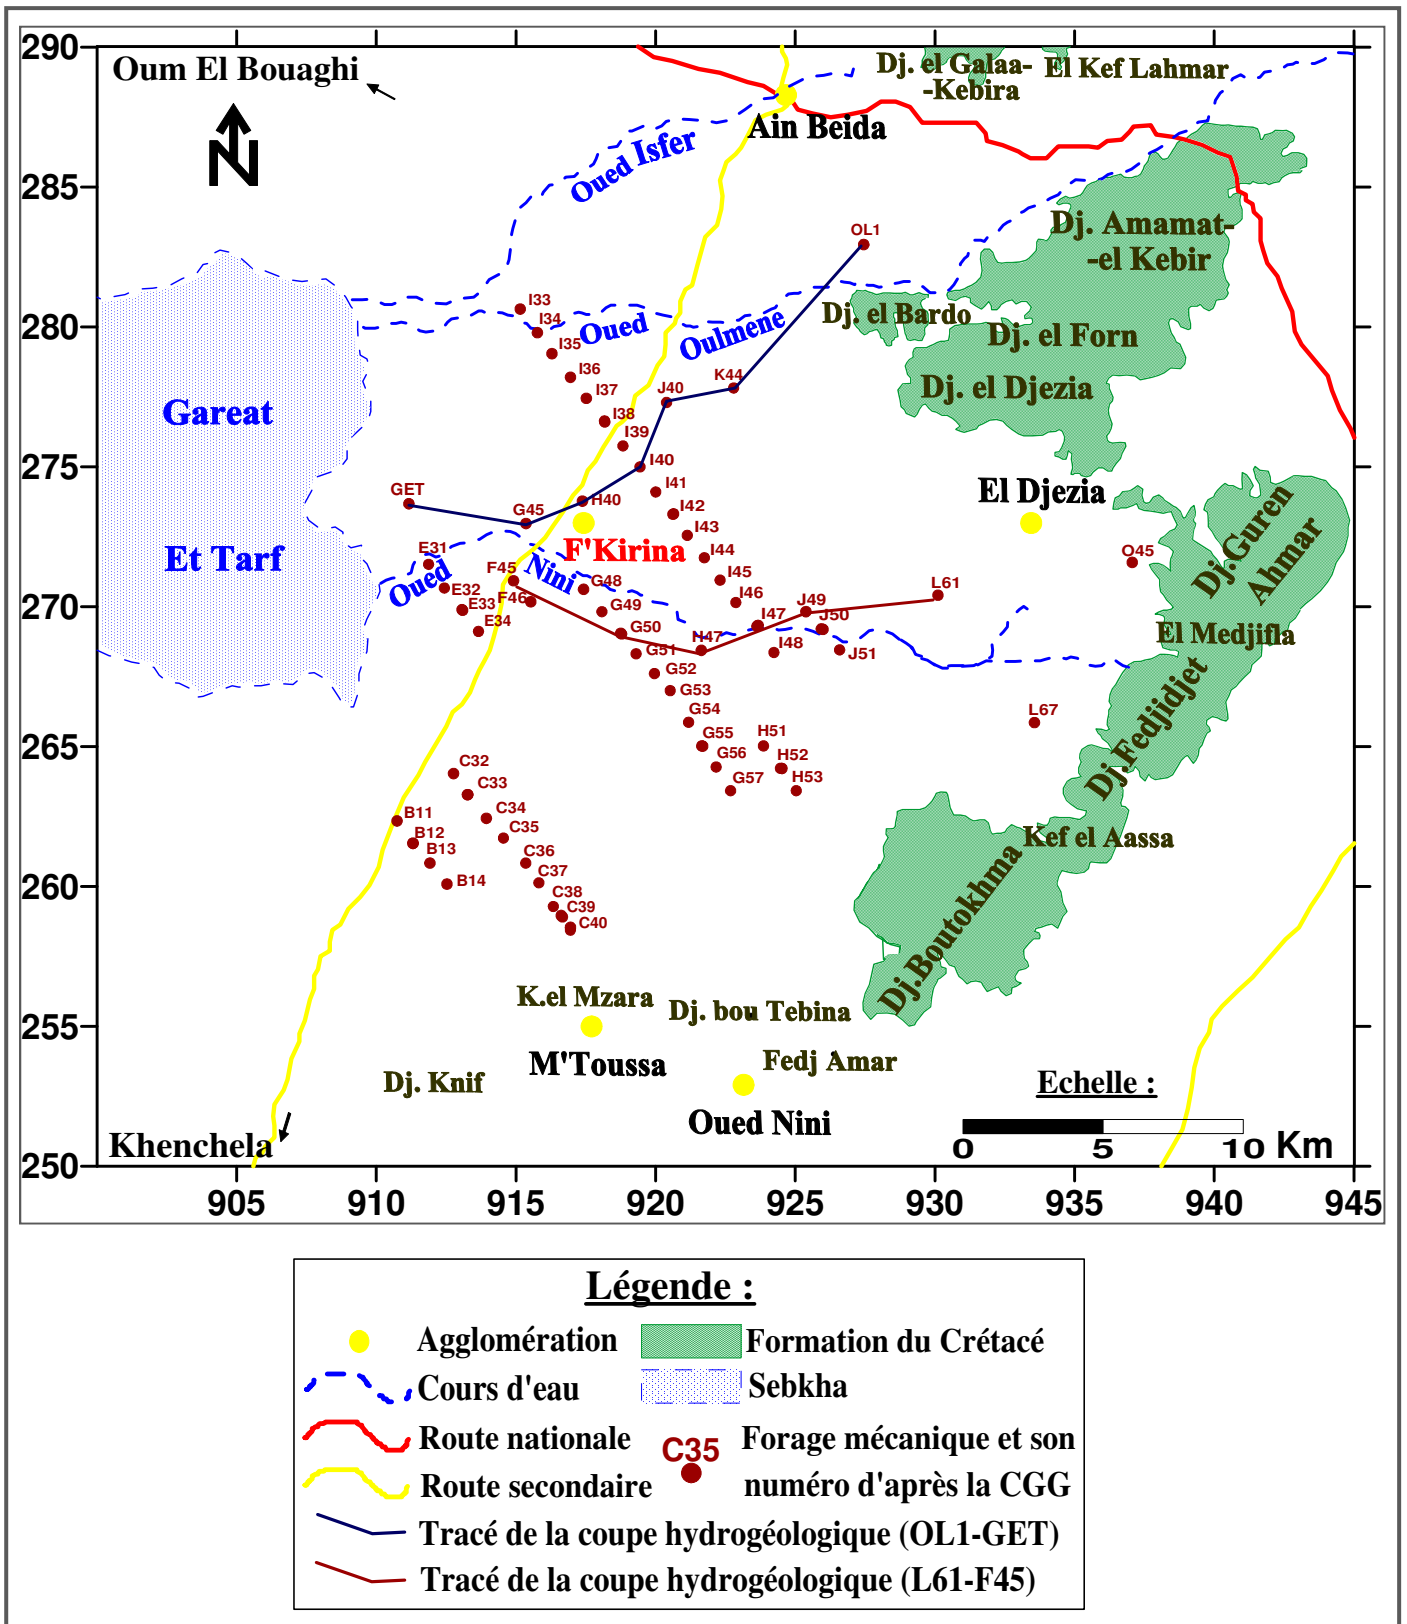 290
Oum El Bouaghi
Dj. el Galaa-
-Kebira
El Kef Lahmar
N
Ain Beida
Oued Isfer
285
OL1
Dj. Amamat-
-el Kebir
I33
280
I34
Oued
Oulmene
Dj. el Bardo
I35
Dj. el Forn
I36
K44
I37
J40
Dj. el Djezia
Gareat
I38
I39
275
I40
I41
GET
H40
El Djezia
G45
I42
I43
Dj.Guren
Ahmar
E31
F'Kirina
I44
O45
Et Tarf
Oued
Nini
F45
I45
E32
G48
L61
270
E33
F46
G49
I46
J49
E34
G50
I47
J50
El Medjifla
H47
I48
G51
J51
G52
G53
Dj.Fedjidjet
G54
L67
265
G55
H51
C32
G56
H52
C33
G57
H53
B11
C34
B12
C35
Kef el Aassa
B13
C36
260
B14
C37
C38
C39
C40
Dj.Boutokhma
K.el Mzara
Dj. bou Tebina
255
M'Toussa
Fedj Amar
Dj. Knif
Echelle :
Oued Nini
Khenchela
0 5 10 Km
250
905 910 915 920 925 930 935 940 945
Légende :
Agglomération
Formation du Crétacé
Cours d'eau
Sebkha
Route nationale
C35
Forage mécanique et son
numéro d'après la CGG
Route secondaire
Tracé de la coupe hydrogéologique (OL1-GET)
Tracé de la coupe hydrogéologique (L61-F45)